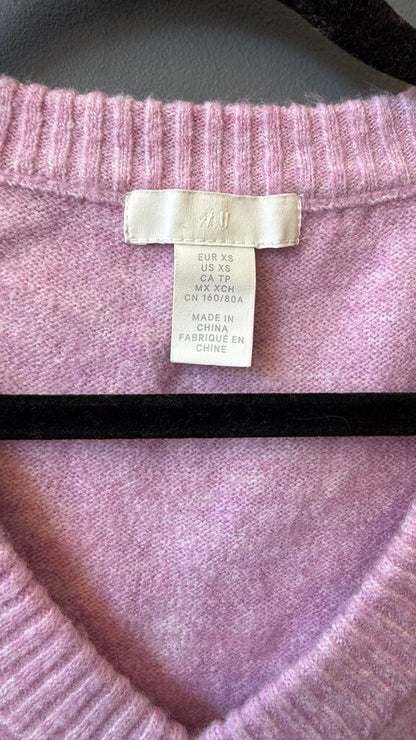 H&M
EUR XS
US XS
CA TP
MX XCH
CN 160/80A
MADE IN
CHINA
FABRIQUÉ EN
CHINE